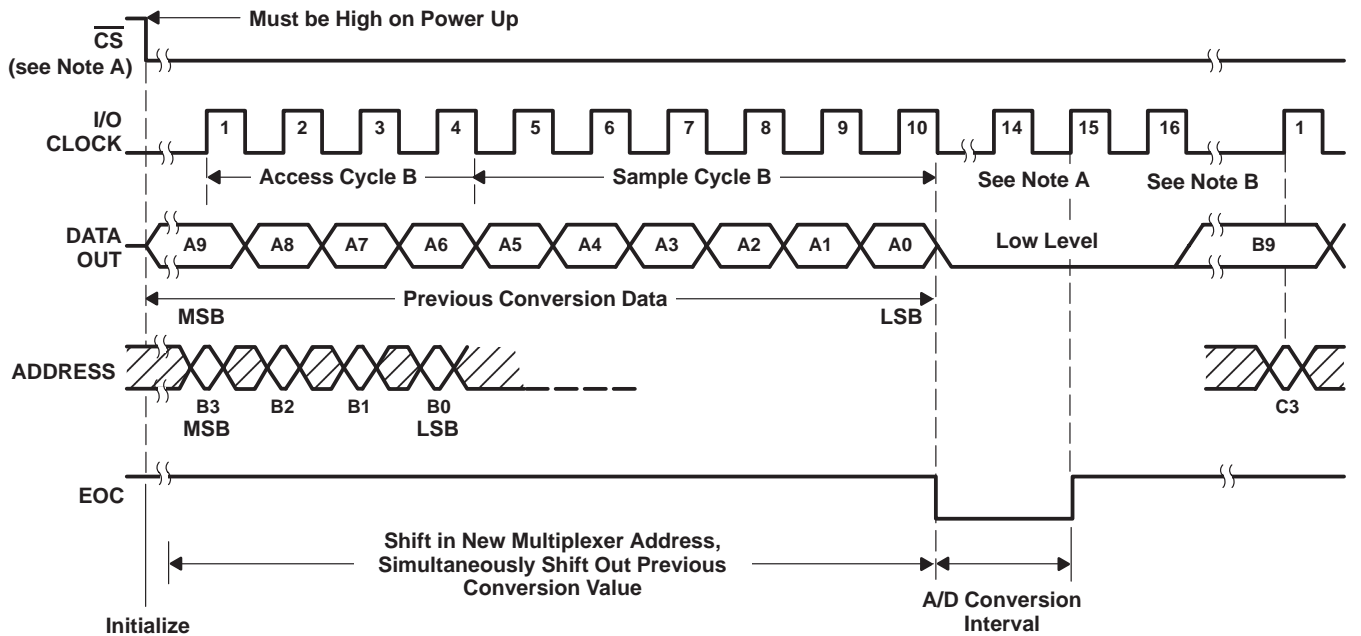 Must be High on Power Up
CS
(see Note A)
I/O
CLOCK
1 2 3 4 5 6 7 8 9 10 14 15 16 1
Access Cycle B
Sample Cycle B
See Note A
See Note B
DATA
OUT
A9 A8 A7 A6 A5 A4 A3 A2 A1 A0
Low Level
B9
Previous Conversion Data
MSB
LSB
ADDRESS
B3 B2 B1 B0
MSB
LSB
C3
EOC
Shift in New Multiplexer Address,
Simultaneously Shift Out Previous
Conversion Value
A/D Conversion
Interval
Initialize